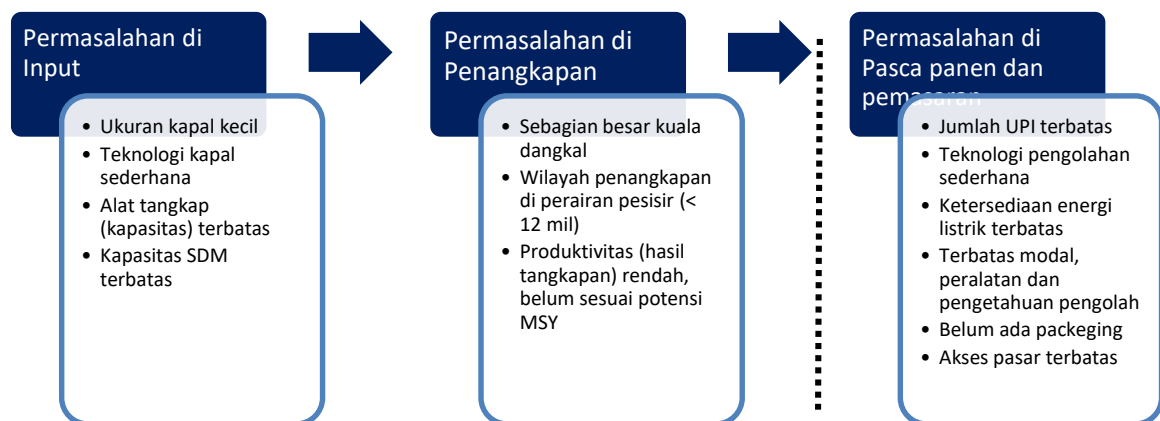 Permasalahan di
Input
• Ukuran kapal kecil
• Teknologi kapal
sederhana
• Alat tangkap
(kapasitas) terbatas
• Kapasitas SDM
terbatas
Permasalahan di
Penangkapan
• Sebagian besar kuala
dangkal
• Wilayah penangkapan
di perairan pesisir (<
12 mil)
• Produktivitas (hasil
tangkapan) rendah,
belum sesuai potensi
MSY
Permasalahan di
Pasca panen dan
pemasaran
• Jumlah UPI terbatas
• Teknologi pengolahan
sederhana
• Ketersediaan energi
listrik terbatas
• Terbatas modal,
peralatan dan
pengetahuan pengolah
• Belum ada packeging
• Akses pasar terbatas